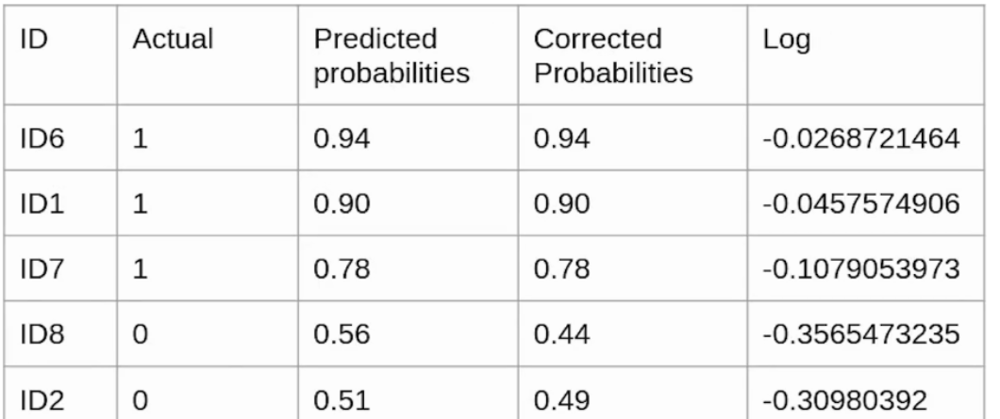 ID Actual Predicted probabilities Corrected Probabilities Log
ID6 1 0.94 0.94 -0.0268721464
ID1 1 0.90 0.90 -0.0457574906
ID7 1 0.78 0.78 -0.1079053973
ID8 0 0.56 0.44 -0.3565473235
ID2 0 0.51 0.49 -0.30980392